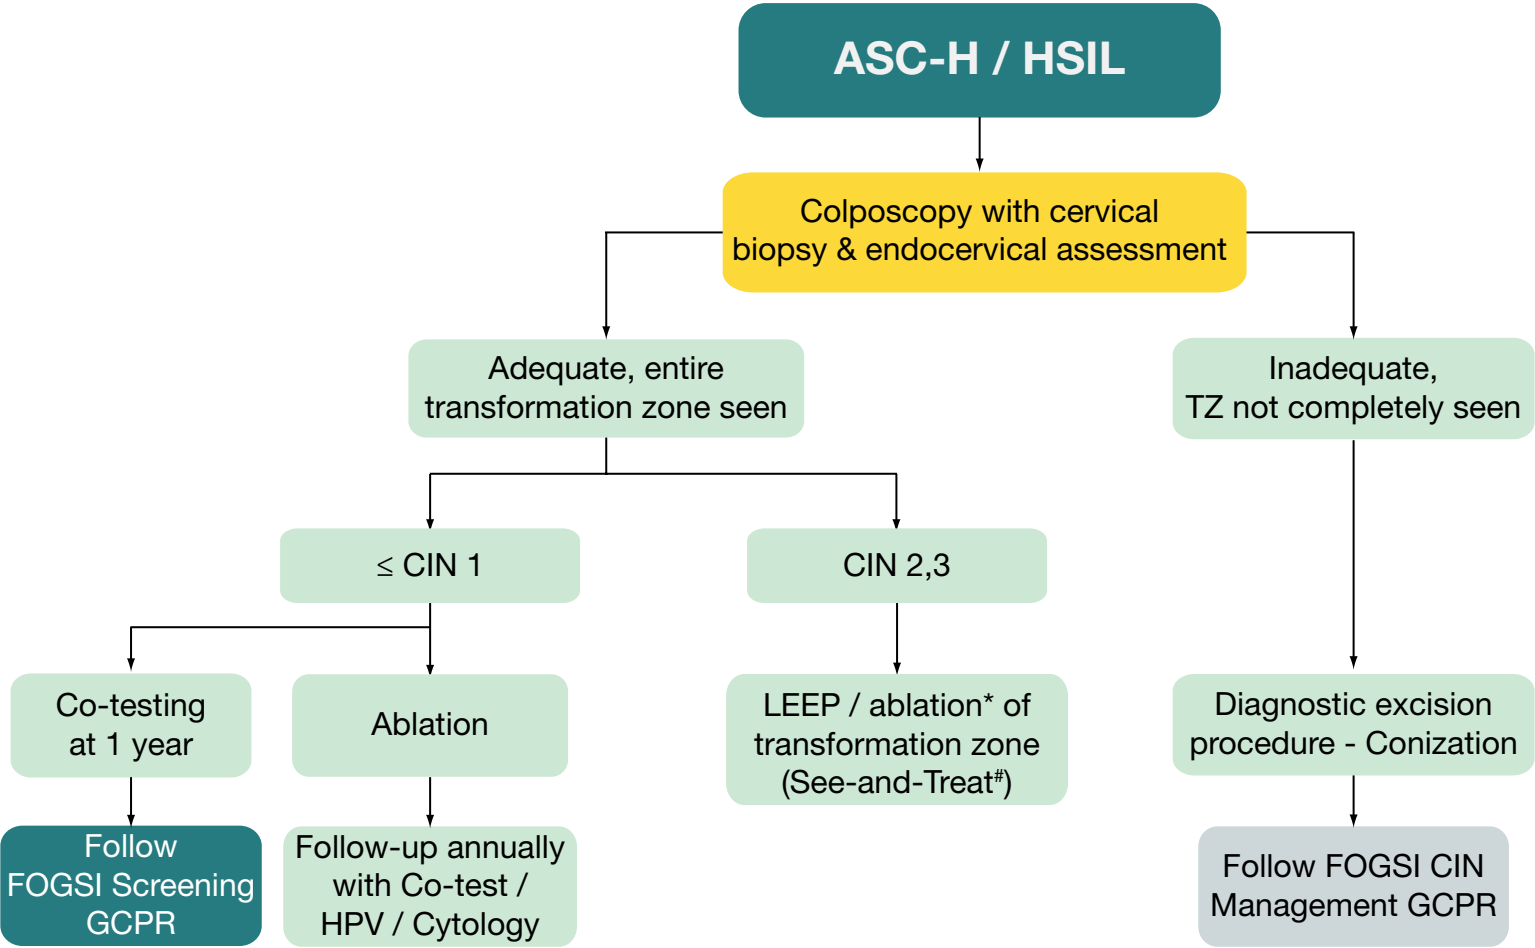 ASC-H / HSIL
Colposcopy with cervical
biopsy & endocervical assessment
Adequate, entire
transformation zone seen
Inadequate,
TZ not completely seen
≤ CIN 1
CIN 2,3
Co-testing
at 1 year
Ablation
LEEP / ablation* of
transformation zone
(See-and-Treat#)
Diagnostic excision
procedure - Conization
Follow
FOGSI Screening
GCPR
Follow-up annually
with Co-test /
HPV / Cytology
Follow FOGSI CIN
Management GCPR